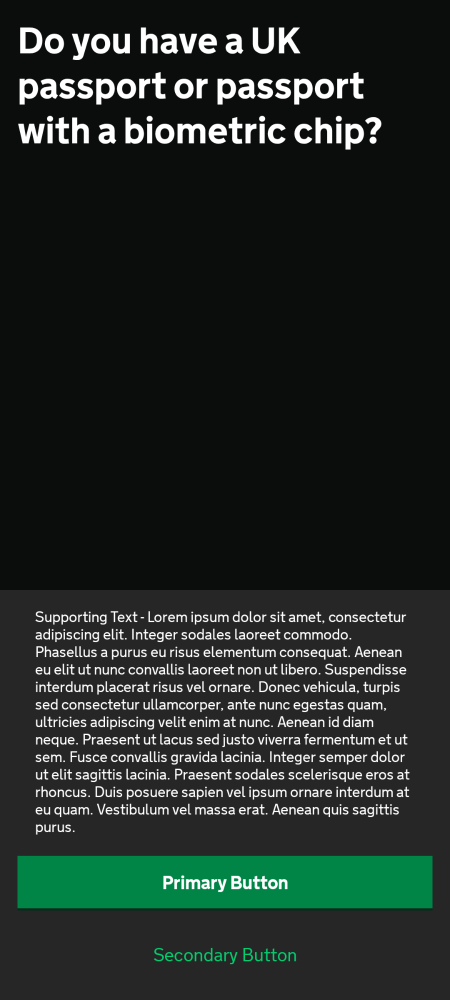 Do you have a UK
passport or passport
with a biometric chip?
Supporting Text - Lorem ipsum dolor sit amet, consectetur
adipiscing elit. Integer sodales laoreet commodo.
Phasellus a purus eu risus elementum consequat. Aenean
eu elit ut nunc convallis laoreet non ut libero. Suspendisse
interdum placerat risus vel ornare. Donec vehicula, turpis
sed consectetur ullamcorper, ante nunc egestas quam,
ultricies adipiscing velit enim at nunc. Aenean id diam
neque. Praesent ut lacus sed justo viverra fermentum et ut
sem. Fusce convallis gravida lacinia. Integer semper dolor
ut elit sagittis lacinia. Praesent sodales scelerisque eros at
rhoncus. Duis posuere sapien vel ipsum ornare interdum at
eu quam. Vestibulum vel massa erat. Aenean quis sagittis
purus.
Primary Button
Secondary Button